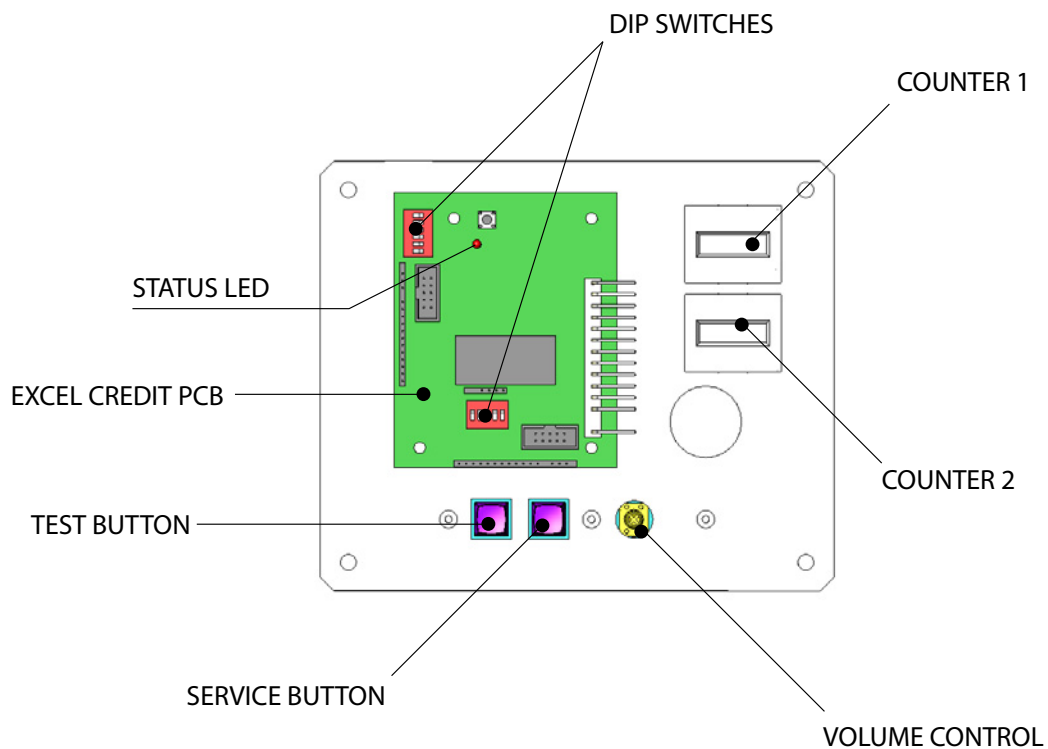 DIP SWITCHES
COUNTER 1
STATUS LED
EXCEL CREDIT PCB
COUNTER 2
TEST BUTTON
SERVICE BUTTON
VOLUME CONTROL